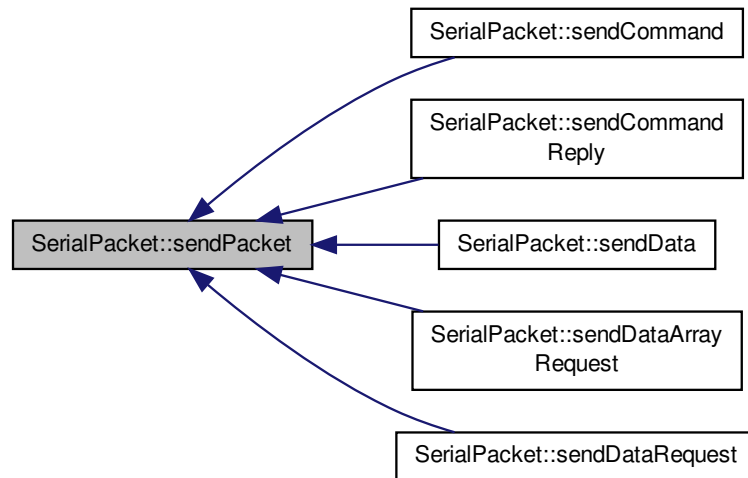 SerialPacket::sendCommand
SerialPacket::sendCommand
Reply
SerialPacket::sendPacket
SerialPacket::sendData
SerialPacket::sendDataArray
Request
SerialPacket::sendDataRequest